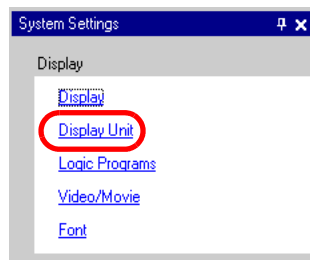 System Settings
Display
Display
Display Unit
Logic Programs
Video/Movie
Font